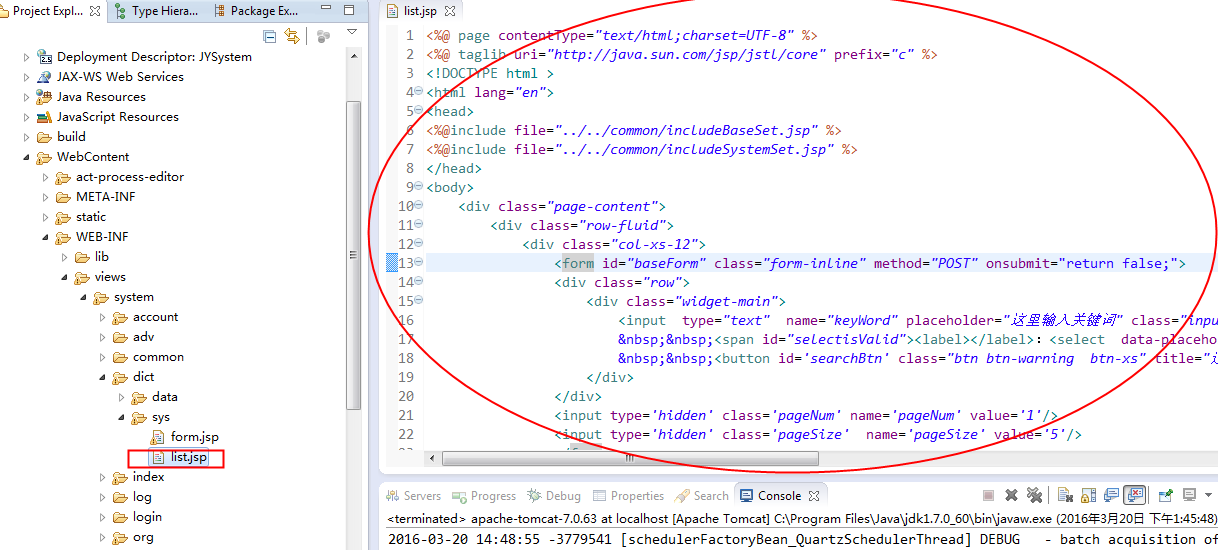 Project Expl...
Type Hiera...
Package Ex...
Deployment Descriptor: JYSystem
JAX-WS Web Services
Java Resources
JavaScript Resources
build
WebContent
act-process-editor
META-INF
static
WEB-INF
lib
views
system
account
adv
common
dict
data
sys
form.jsp
list.jsp
index
log
login
org
list.jsp
1 <%@ page contentType="text/html;charset=UTF-8" %>
2 <%@ taglib uri="http://java.sun.com/jsp/jstl/core" prefix="c" %>
3 <!DOCTYPE html >
4 <html lang="en">
5 <head>
6 <%@include file="../../common/includeBaseSet.jsp" %>
7 <%@include file="../../common/includeSystemSet.jsp" %>
8 </head>
9 <body>
10 <div class="page-content">
11 <div class="row-fluid">
12 <div class="col-xs-12">
13 <form id="baseForm" class="form-inline" method="POST" onsubmit="return false;">
14 <div class="row">
15 <div class="widget-main">
16 <input  type="text"  name="keyWord" placeholder="这里输入关键词" class="inpu
17 &nbsp;&nbsp;<span id="selectisValid"><label></label>：<select  data-placeho
18 &nbsp;&nbsp;<button id='searchBtn' class="btn btn-warning  btn-xs" title="
19 </div>
20 </div>
21 <input type='hidden' class='pageNum' name='pageNum' value='1'/>
22 <input type='hidden' class='pageSize'  name='pageSize' value='5'/>
Servers
Progress
Debug
Properties
Search
Console
<terminated> apache-tomcat-7.0.63 at localhost [Apache Tomcat] C:\Program Files\Java\jdk1.7.0_60\bin\javaw.exe (2016年3月20日 下午1:45:48)
2016-03-20 14:48:55 -3779541 [schedulerFactoryBean_QuartzSchedulerThread] DEBUG   - batch acquisition of